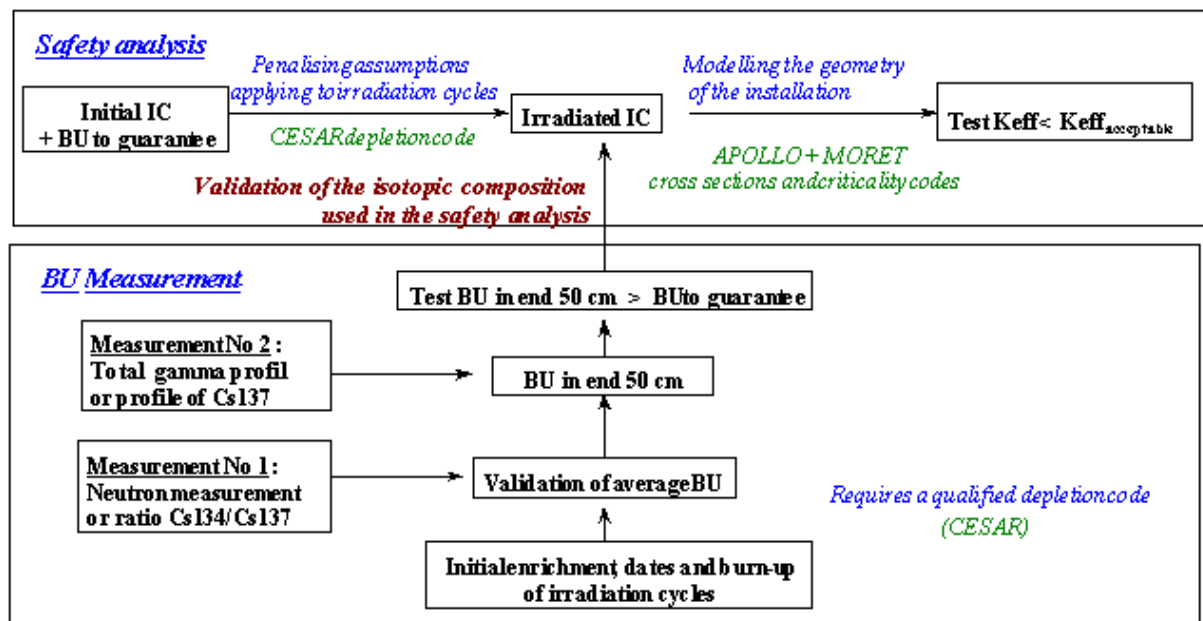 Safety analysis
Penalising assumptions
applying to irradiation cycles
Modelling the geometry
of the installation
Initial IC
+ BU to guarantee
Irradiated IC
Test Keff < Keff acceptable
CESAR depletion code
APOLLO + MORET
cross sections and criticality codes
Validation of the isotopic composition
used in the safety analysis
BU Measurement
Test BU in end 50 cm > BU to guarantee
Measurement No 2 :
Total gamma profil
or profile of Cs137
BU in end 50 cm
Measurement No 1 :
Neutron measurement
or ratio Cs134/Cs137
Validation of average BU
Requires a qualified depletion code
(CESAR)
Initial enrichment, dates and burn-up
of irradiation cycles